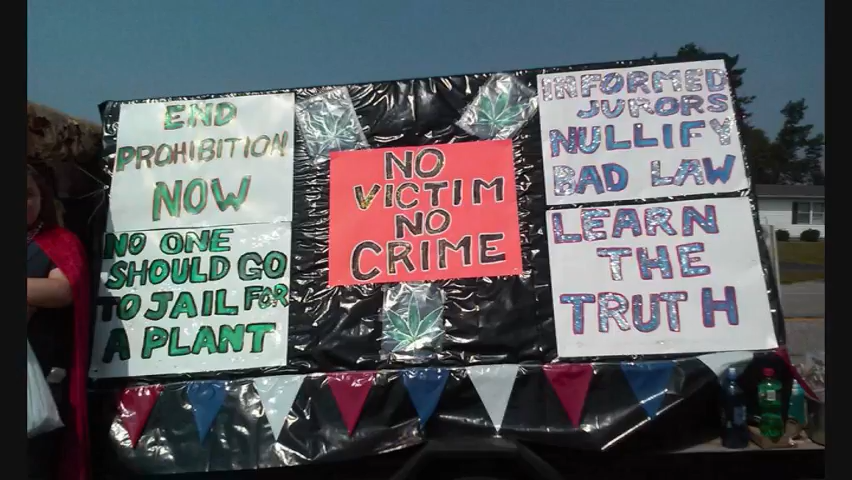 END
PROHIBITION
NOW
NO ONE
SHOULD GO
TO JAIL FOR
A PLANT
NO
VICTIM
NO
CRIME
INFORMED
JURORS
NULLIFY
BAD LAW
LEARN
THE
TRUTH